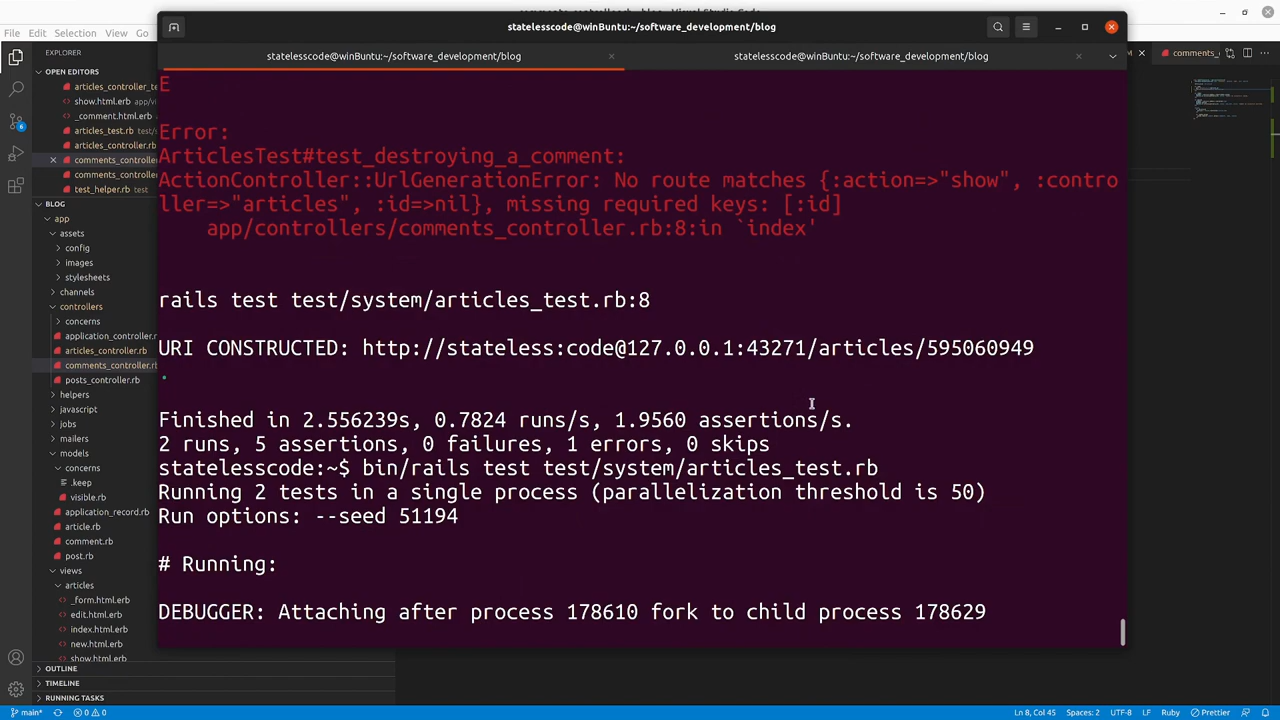 statelesscode@winBuntu:~/software_development/blog
File Edit Selection View Go
EXPLORER
statelesscode@winBuntu:~/software_development/blog
statelesscode@winBuntu:~/software_development/blog
comments_
OPEN EDITORS
articles_controller_te
show.html.erb app/v
_comment.html.erb
articles_test.rb test/s
articles_controller.rb
comments_controlle
comments_controlle
test_helper.rb test
BLOG
app
assets
config
images
stylesheets
channels
controllers
concerns
application_controller.r
articles_controller.rb
comments_controller.rb
posts_controller.rb
helpers
javascript
jobs
mailers
models
concerns
.keep
visible.rb
application_record.rb
article.rb
comment.rb
post.rb
views
articles
_form.html.erb
edit.html.erb
index.html.erb
new.html.erb
show.html.erb
OUTLINE
TIMELINE
RUNNING TASKS
E
Error:
ArticlesTest#test_destroying_a_comment:
ActionController::UrlGenerationError: No route matches {:action=>"show", :contro
ller=>"articles", :id=>nil}, missing required keys: [:id]
app/controllers/comments_controller.rb:8:in `index'
rails test test/system/articles_test.rb:8
URI CONSTRUCTED: http://stateless:code@127.0.0.1:43271/articles/595060949
.
Finished in 2.556239s, 0.7824 runs/s, 1.9560 assertions/s.
2 runs, 5 assertions, 0 failures, 1 errors, 0 skips
statelesscode:~$ bin/rails test test/system/articles_test.rb
Running 2 tests in a single process (parallelization threshold is 50)
Run options: --seed 51194
# Running:
DEBUGGER: Attaching after process 178610 fork to child process 178629
6
main* 0 0
Ln 8, Col 45 Spaces: 2 UTF-8 LF Ruby Prettier